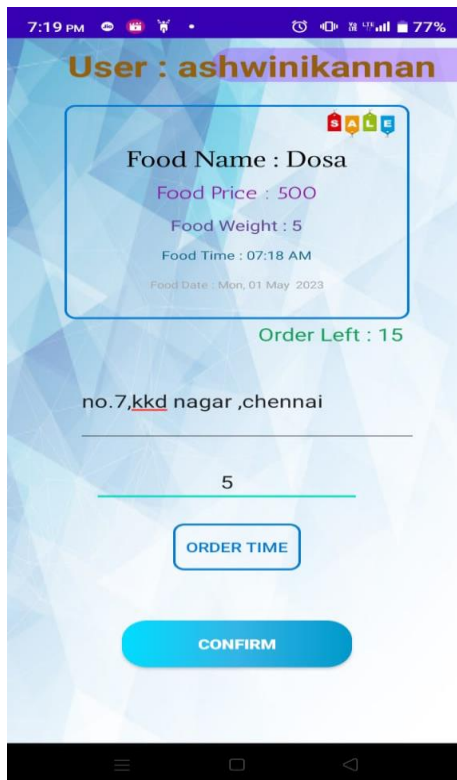 7:19 PM 77%
User : ashwinikannan
SALE
Food Name : Dosa
Food Price : 500
Food Weight : 5
Food Time : 07:18 AM
Food Date : Mon, 01 May 2023
Order Left : 15
no.7,kkd nagar ,chennai
5
ORDER TIME
CONFIRM